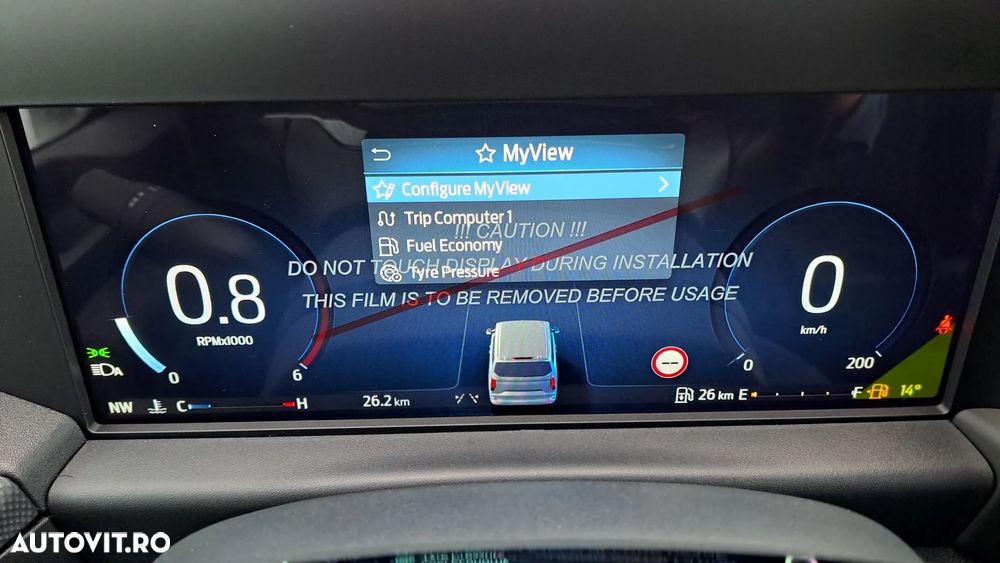 MyView
Configure MyView
Trip Computer 1
!!! CAUTION !!!
Fuel Economy
DO NOT TOUCH DISPLAY DURING INSTALLATION
Tyre Pressure
THIS FILM IS TO BE REMOVED BEFORE USAGE
0.8
RPMx1000
0
6
0
km/h
0
200
A
NW
C
H
26.2 km
--
26 km
E
F
14°
AUTOVIT.RO